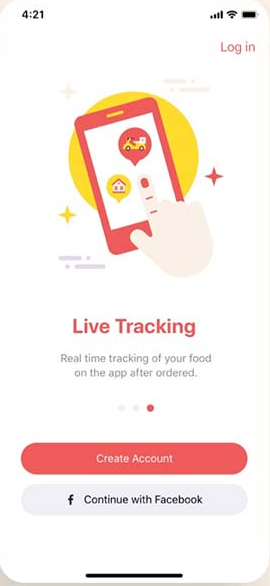 4:21
Log in
Live Tracking
Real time tracking of your food
on the app after ordered.
Create Account
f Continue with Facebook